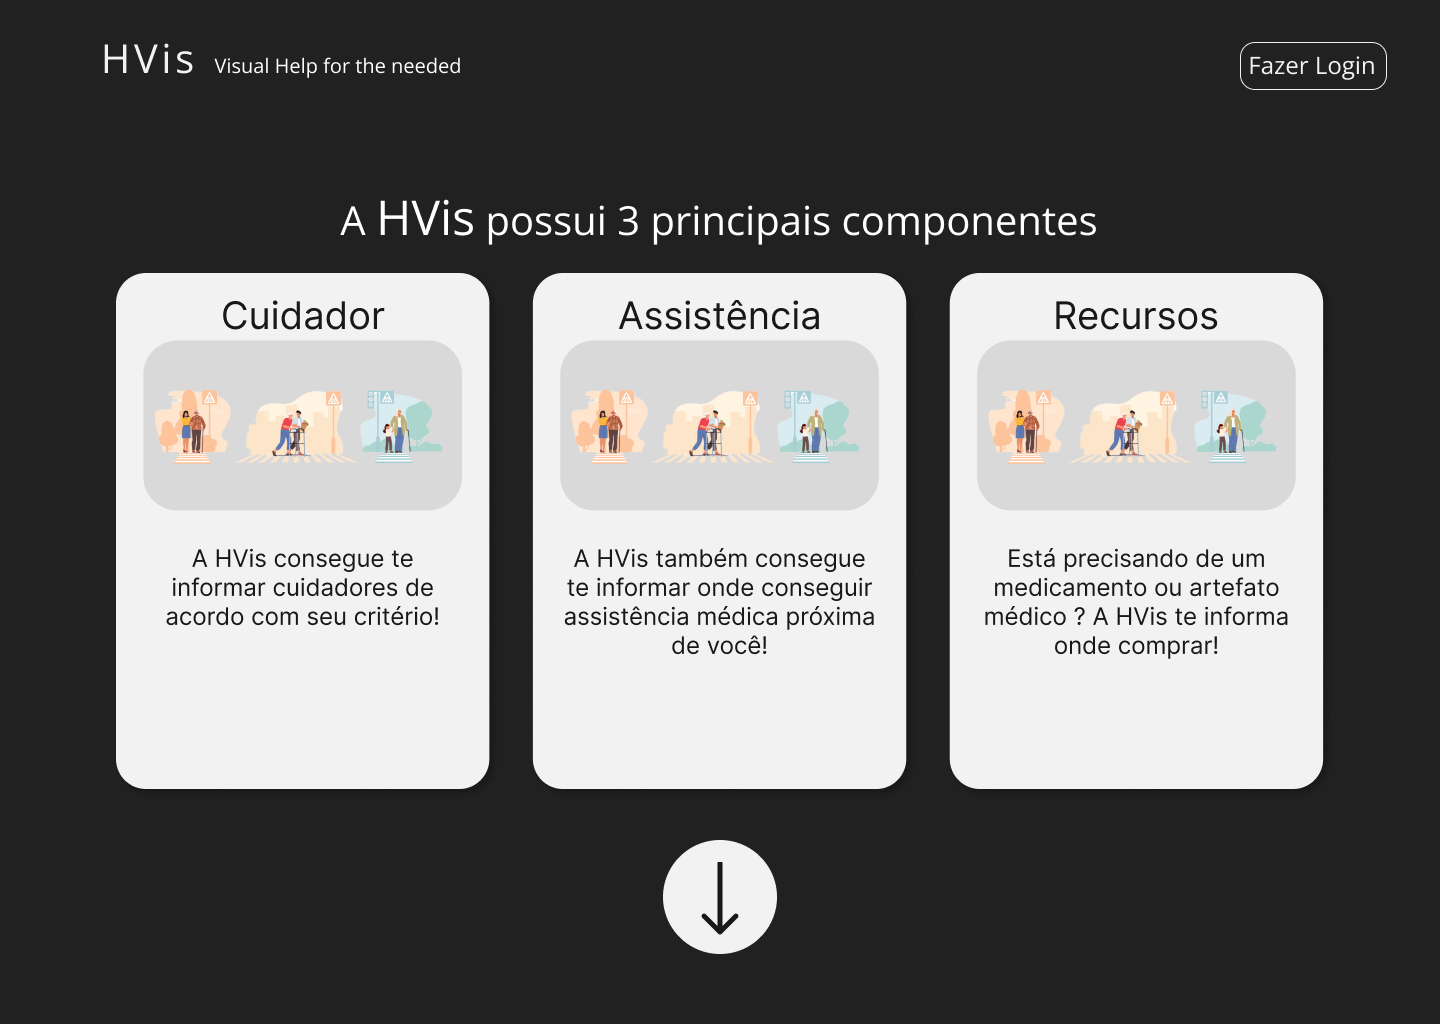 HVis Visual Help for the needed
Fazer Login
A HVis possui 3 principais componentes
Cuidador
A HVis consegue te
informar cuidadores de
acordo com seu critério!
Assistência
A HVis também consegue
te informar onde conseguir
assistência médica próxima
de você!
Recursos
Está precisando de um
medicamento ou artefato
médico ? A HVis te informa
onde comprar!